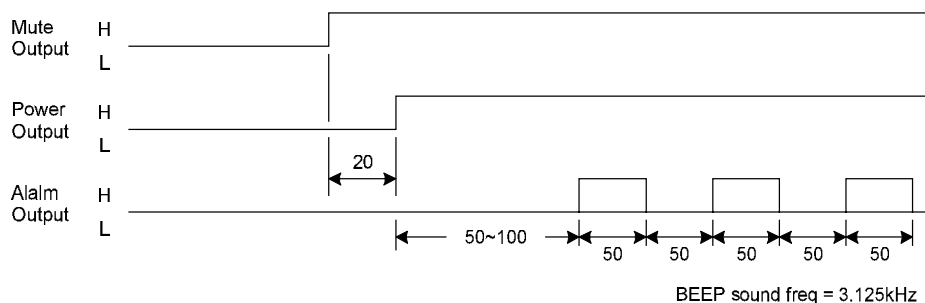 Mute Output H L
Power Output H L
20
Alalm Output H L
50~100 50 50 50 50 50
BEEP sound freq = 3.125kHz